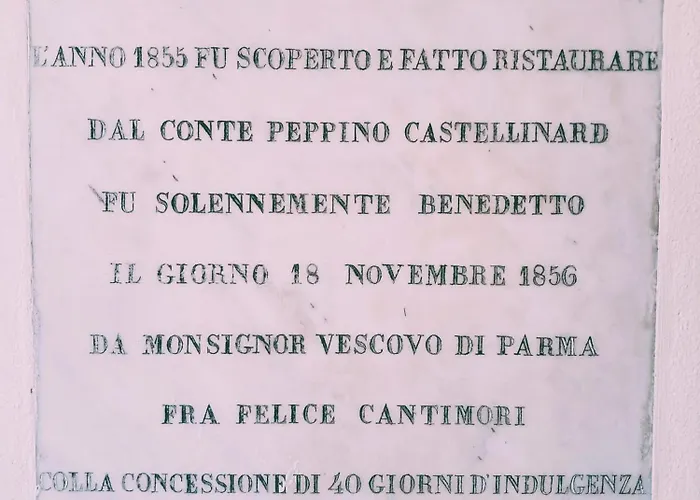 L'ANNO 1855 FU SCOPERTO E FATTO RISTAURARE
DAL CONTE PEPPINO CASTELLINARD
FU SOLENNEMENTE BENEDETTO
IL GIORNO 18 NOVEMBRE 1856
DA MONSIGNOR VESCOVO DI PARMA
FRA FELICE CANTIMORI
COLLA CONCESSIONE DI 40 GIORNI D'INDULGENZA